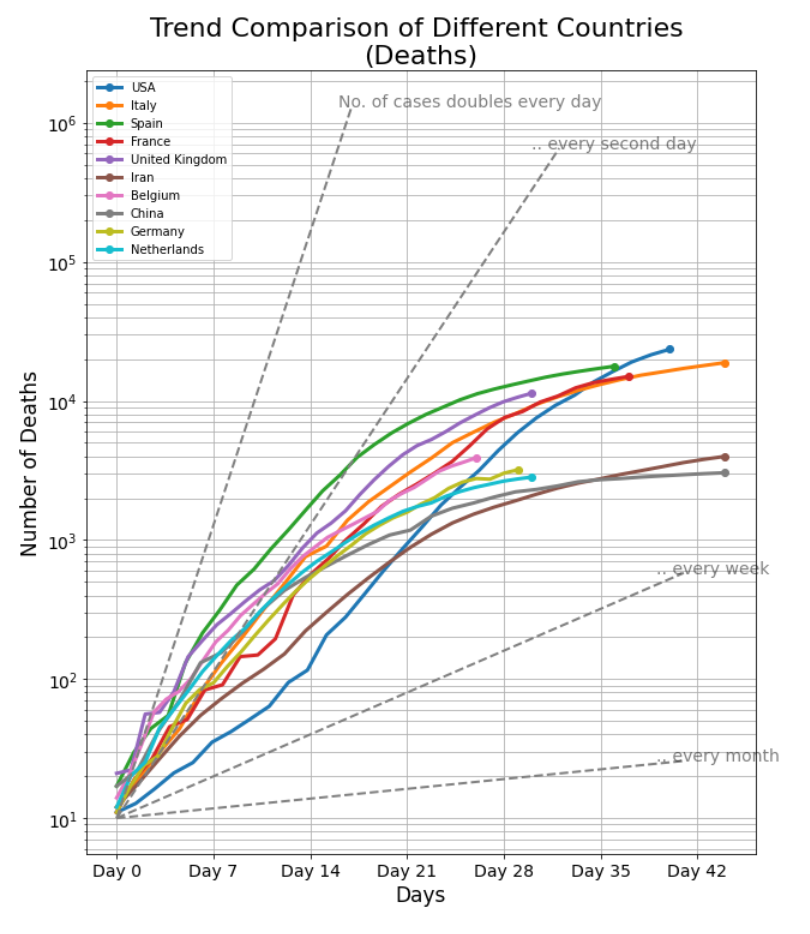 Trend Comparison of Different Countries
(Deaths)
USA
Italy
Spain
France
United Kingdom
Iran
Belgium
China
Germany
Netherlands
No. of cases doubles every day
.. every second day
.. every week
.. every month
10⁶
10⁵
10⁴
10³
10²
10¹
Number of Deaths
Day 0 Day 7 Day 14 Day 21 Day 28 Day 35 Day 42
Days